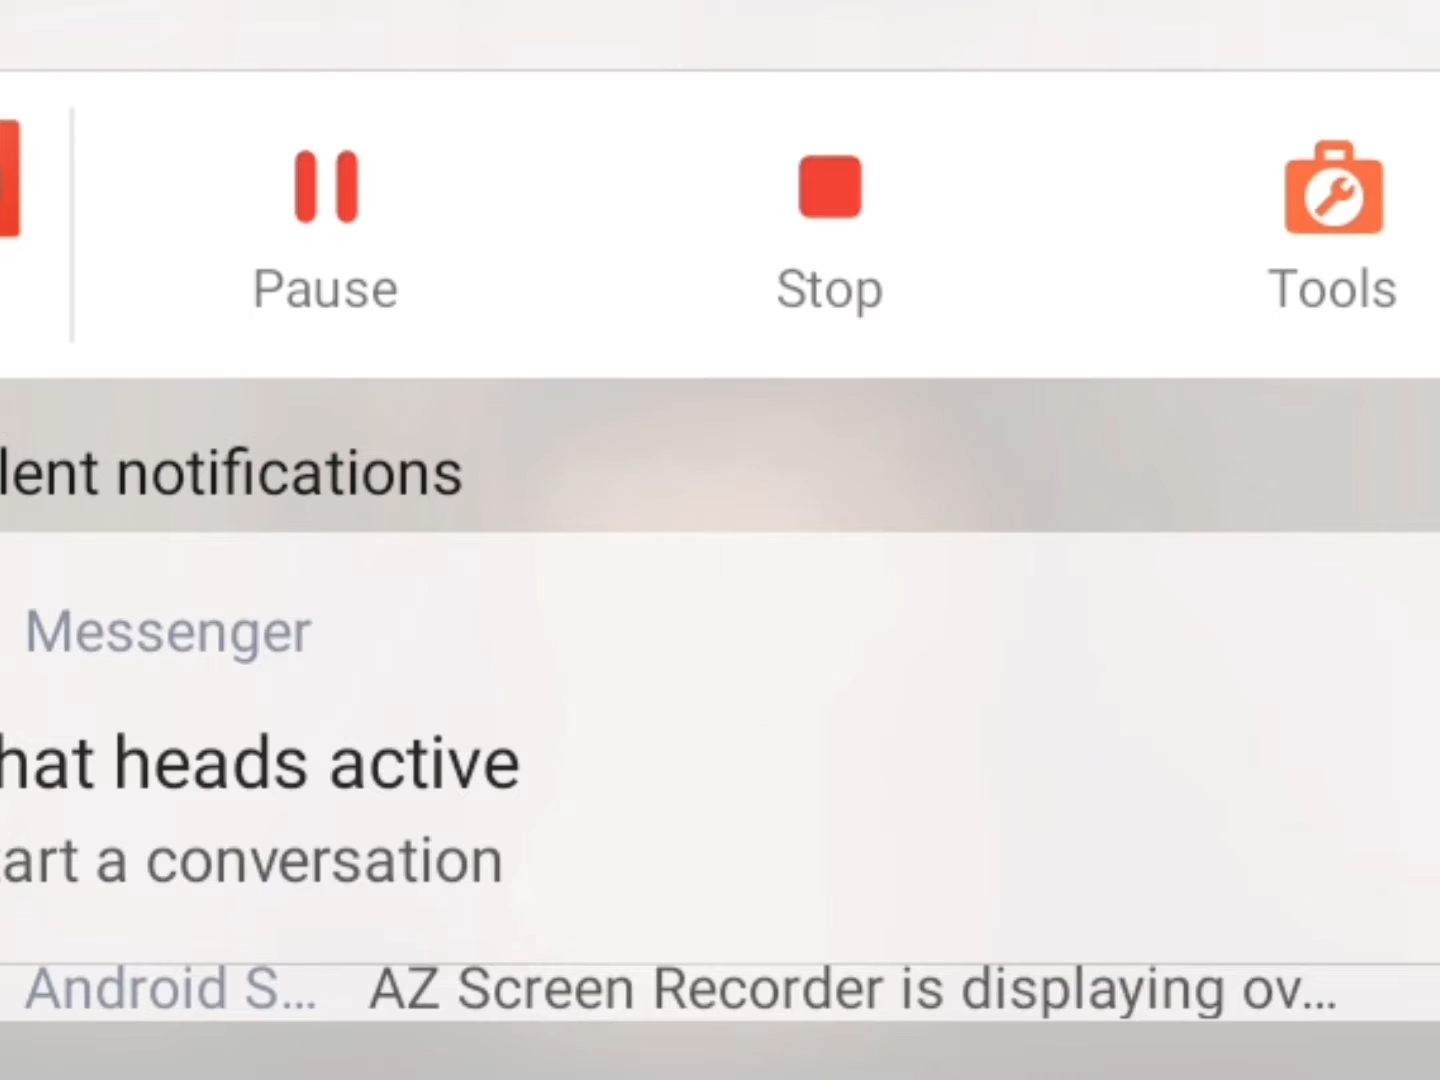 Pause Stop Tools
lent notifications
Messenger
hat heads active
art a conversation
Android S... AZ Screen Recorder is displaying ov...